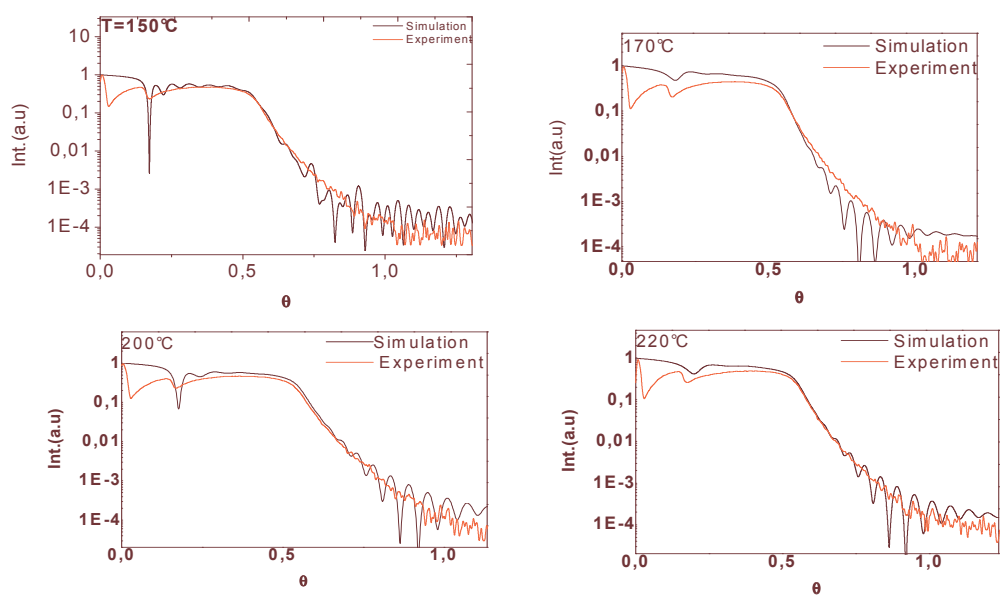 T=150°C
Simulation
Experiment
10
1
0,1
0,01
1E-3
1E-4
Int.(a.u)
0,0
0,5
1,0
θ
170°C
Simulation
Experiment
1
0,1
0,01
1E-3
1E-4
Int(a.u)
0,0
0,5
1,0
θ
200°C
Simulation
Experiment
1
0,1
0,01
1E-3
1E-4
Int.(a.u)
0,0
0,5
1,0
θ
220°C
Simulation
Experiment
1
0,1
0,01
1E-3
1E-4
Int.(a.u)
0,0
0,5
1,0
θ